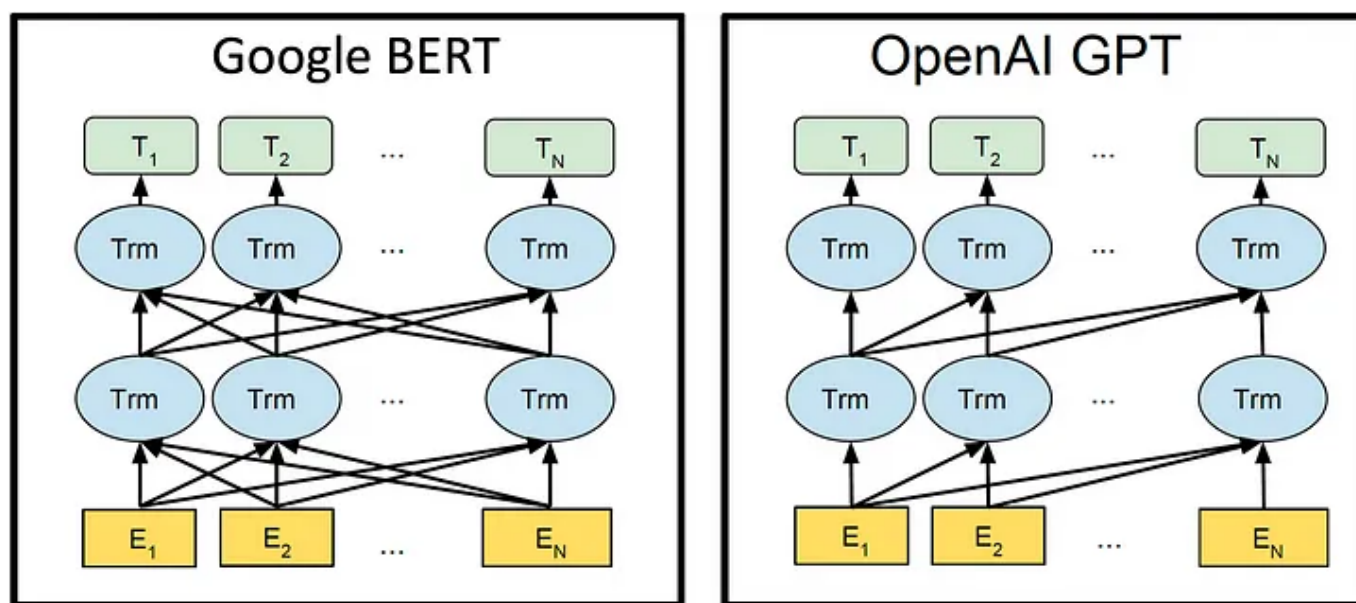 Google BERT
T1 T2 ... TN
Trm Trm ... Trm
Trm Trm ... Trm
E1 E2 ... EN
OpenAI GPT
T1 T2 ... TN
Trm Trm ... Trm
Trm Trm ... Trm
E1 E2 ... EN